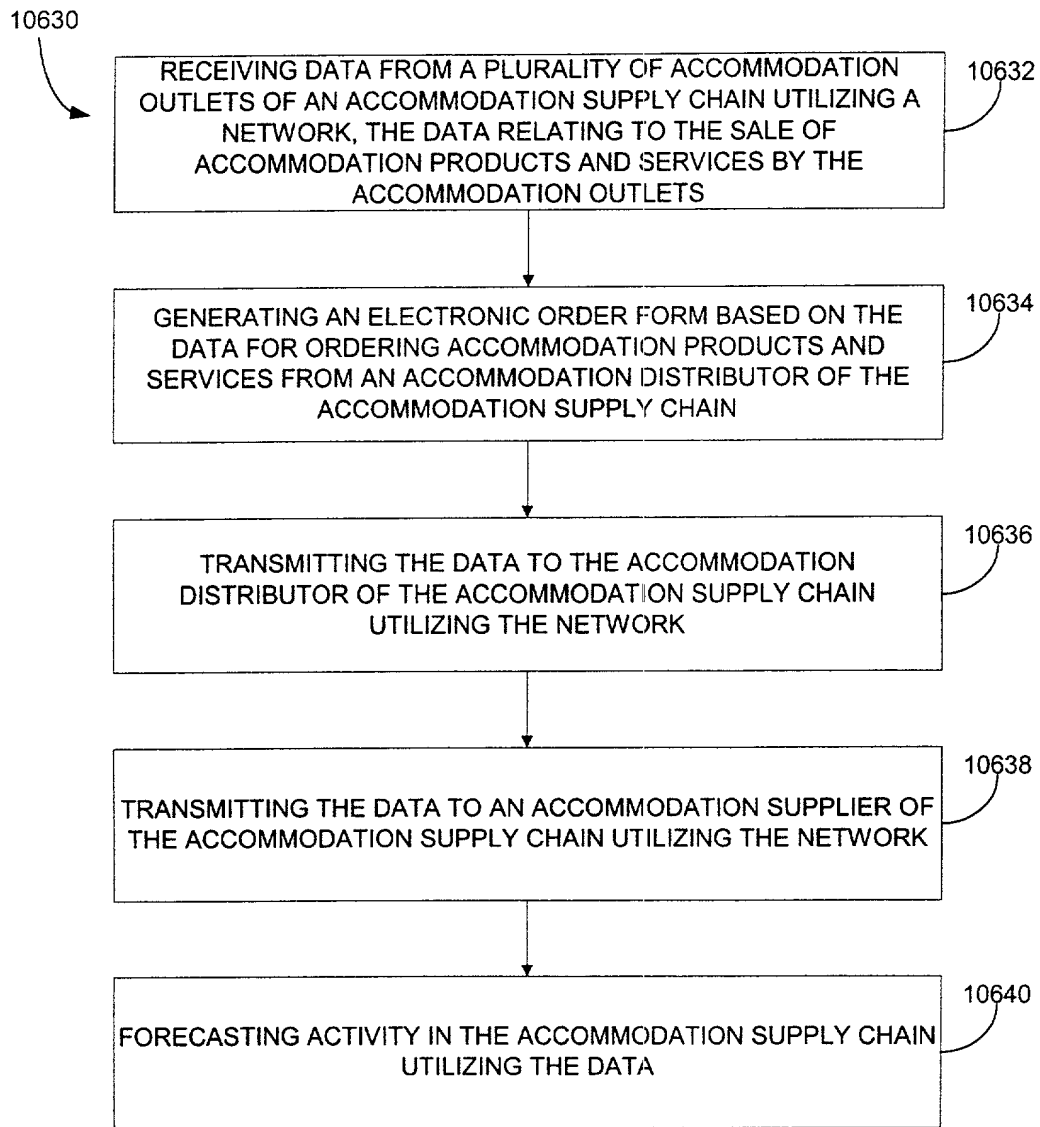 10630
RECEIVING DATA FROM A PLURALITY OF ACCOMMODATION
OUTLETS OF AN ACCOMMODATION SUPPLY CHAIN UTILIZING A
NETWORK, THE DATA RELATING TO THE SALE OF
ACCOMMODATION PRODUCTS AND SERVICES BY THE
ACCOMMODATION OUTLETS
10632
GENERATING AN ELECTRONIC ORDER FORM BASED ON THE
DATA FOR ORDERING ACCOMMODATION PRODUCTS AND
SERVICES FROM AN ACCOMMODATION DISTRIBUTOR OF THE
ACCOMMODATION SUPPLY CHAIN
10634
TRANSMITTING THE DATA TO THE ACCOMMODATION
DISTRIBUTOR OF THE ACCOMMODATION SUPPLY CHAIN
UTILIZING THE NETWORK
10636
TRANSMITTING THE DATA TO AN ACCOMMODATION SUPPLIER OF
THE ACCOMMODATION SUPPLY CHAIN UTILIZING THE NETWORK
10638
FORECASTING ACTIVITY IN THE ACCOMMODATION SUPPLY CHAIN
UTILIZING THE DATA
10640